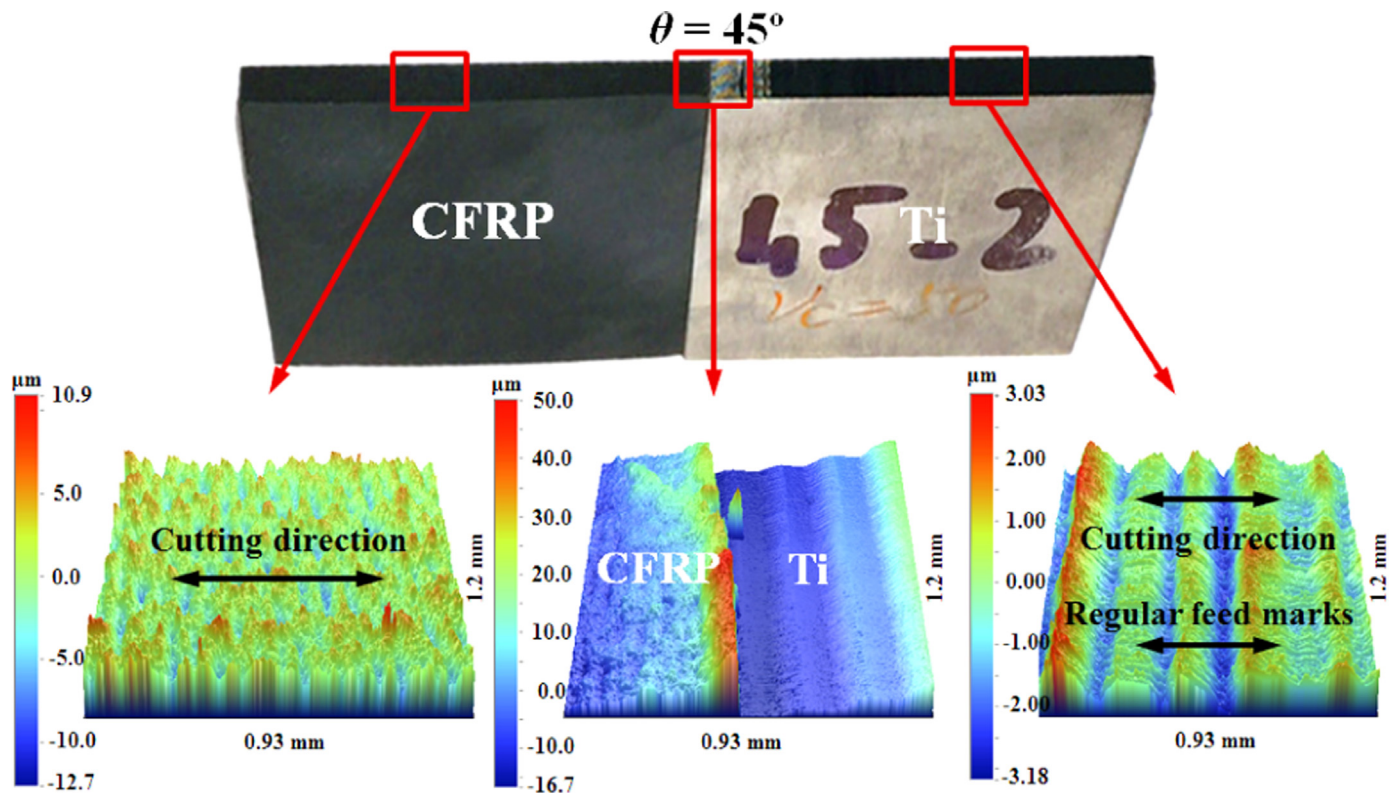 θ = 45°
CFRP
Ti
45-2
Vc = 50
µm
10.9
5.0
0.0
-5.0
-10.0
-12.7
Cutting direction
1.2 mm
0.93 mm
µm
50.0
40.0
30.0
20.0
10.0
0.0
-10.0
-16.7
CFRP
Ti
1.2 mm
0.93 mm
µm
3.03
2.00
1.00
0.00
-1.00
-2.00
-3.18
Cutting direction
Regular feed marks
1.2 mm
0.93 mm